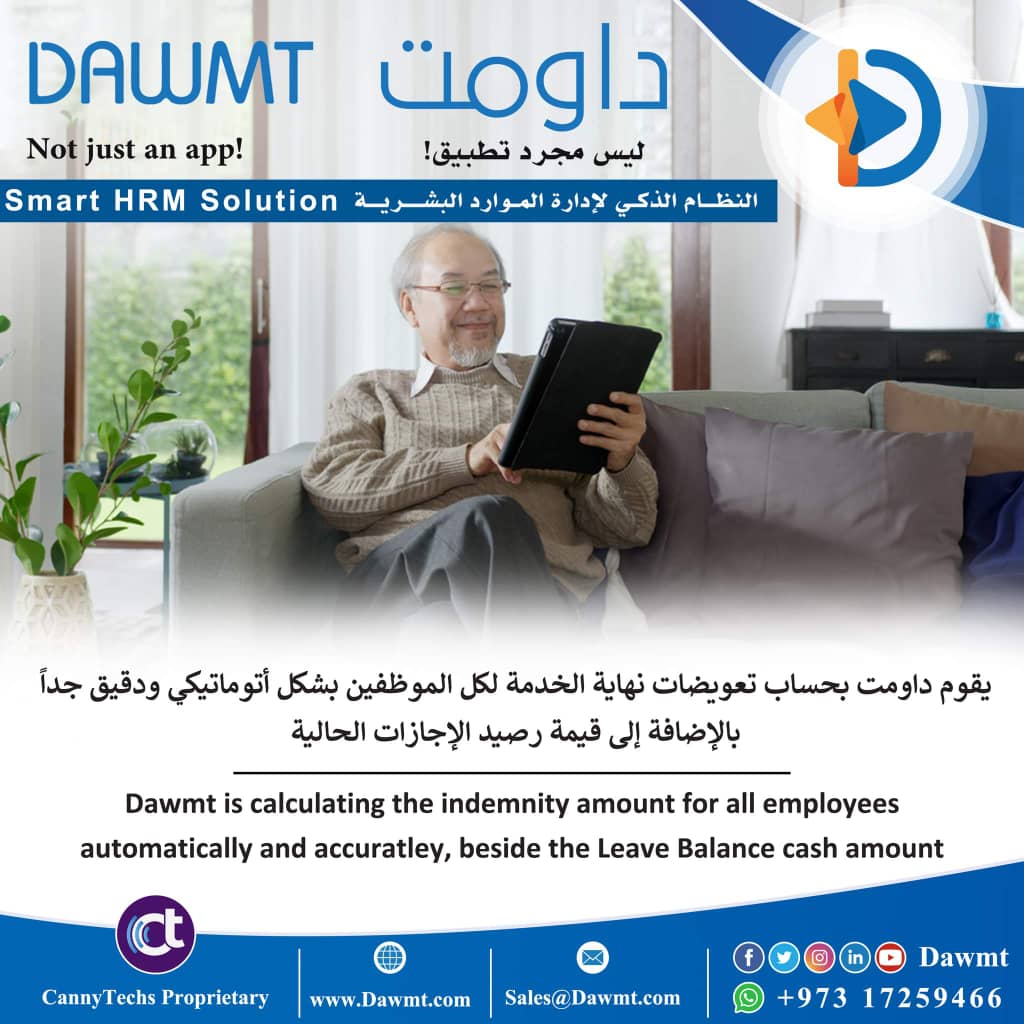 DAWMT
داومت
Not just an app!
ليس مجرد تطبيق!
Smart HRM Solution النظام الذكي لإدارة الموارد البشرية
يقوم داومت بحساب تعويضات نهاية الخدمة لكل الموظفين بشكل أتوماتيكي ودقيق جداً
بالإضافة إلى قيمة رصيد الإجازات الحالية
Dawmt is calculating the indemnity amount for all employees
automatically and accuratley, beside the Leave Balance cash amount
ct
CannyTechs Proprietary
www.Dawmt.com
Sales@Dawmt.com
Dawmt
+973 17259466